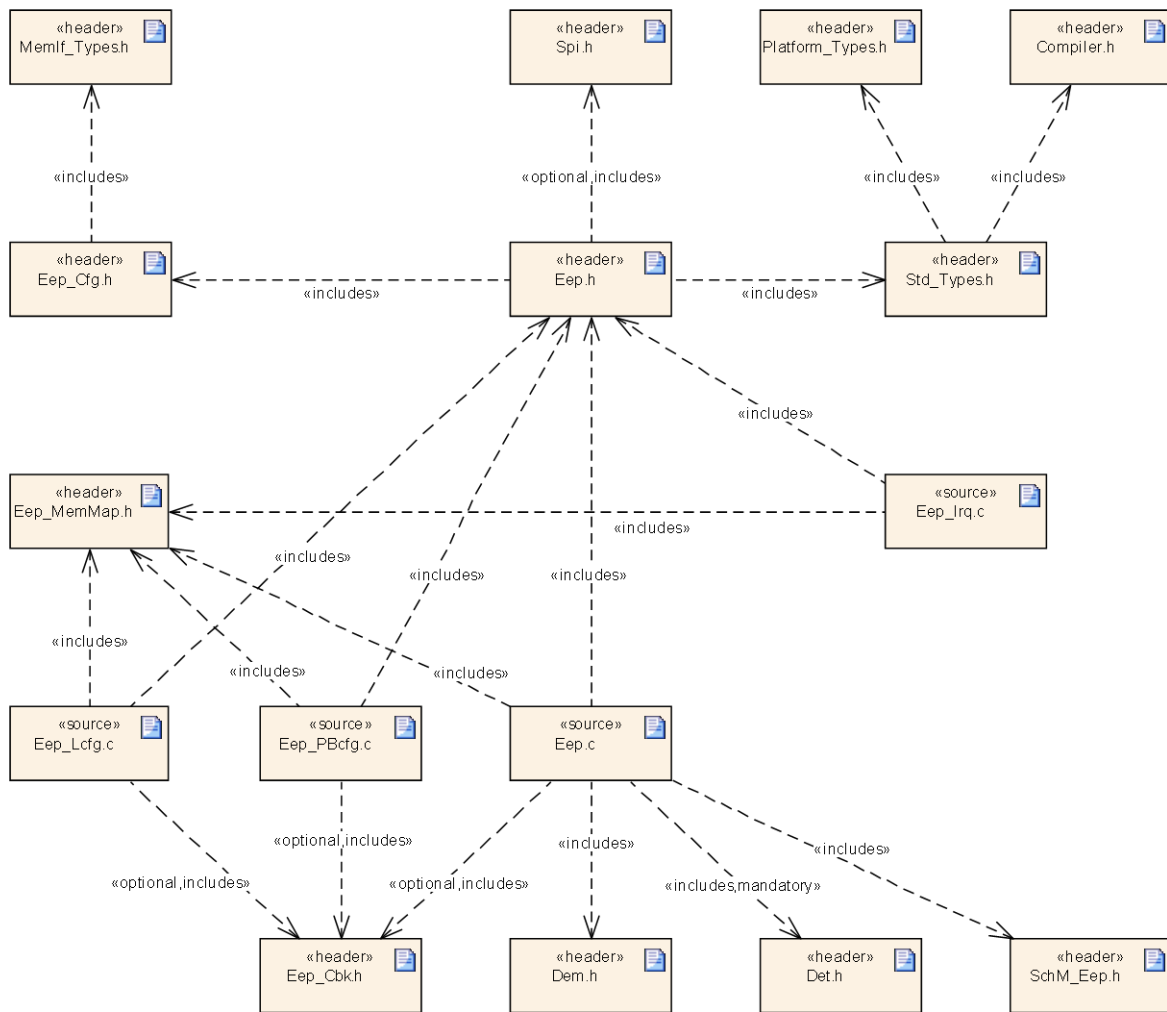 «header»
MemIf_Types.h
«header»
Spi.h
«header»
Platform_Types.h
«header»
Compiler.h
«includes»
«optional,includes»
«includes»
«includes»
«header»
Eep_Cfg.h
«header»
Eep.h
«header»
Std_Types.h
«includes»
«includes»
«includes»
«header»
Eep_MemMap.h
«source»
Eep_Irq.c
«includes»
«includes»
«includes»
«includes»
«includes»
«includes»
«includes»
«source»
Eep_Lcfg.c
«source»
Eep_PBcfg.c
«source»
Eep.c
«optional,includes»
«includes»
«includes»
«optional,includes»
«optional,includes»
«includes,mandatory»
«header»
Eep_Cbk.h
«header»
Dem.h
«header»
Det.h
«header»
SchM_Eep.h